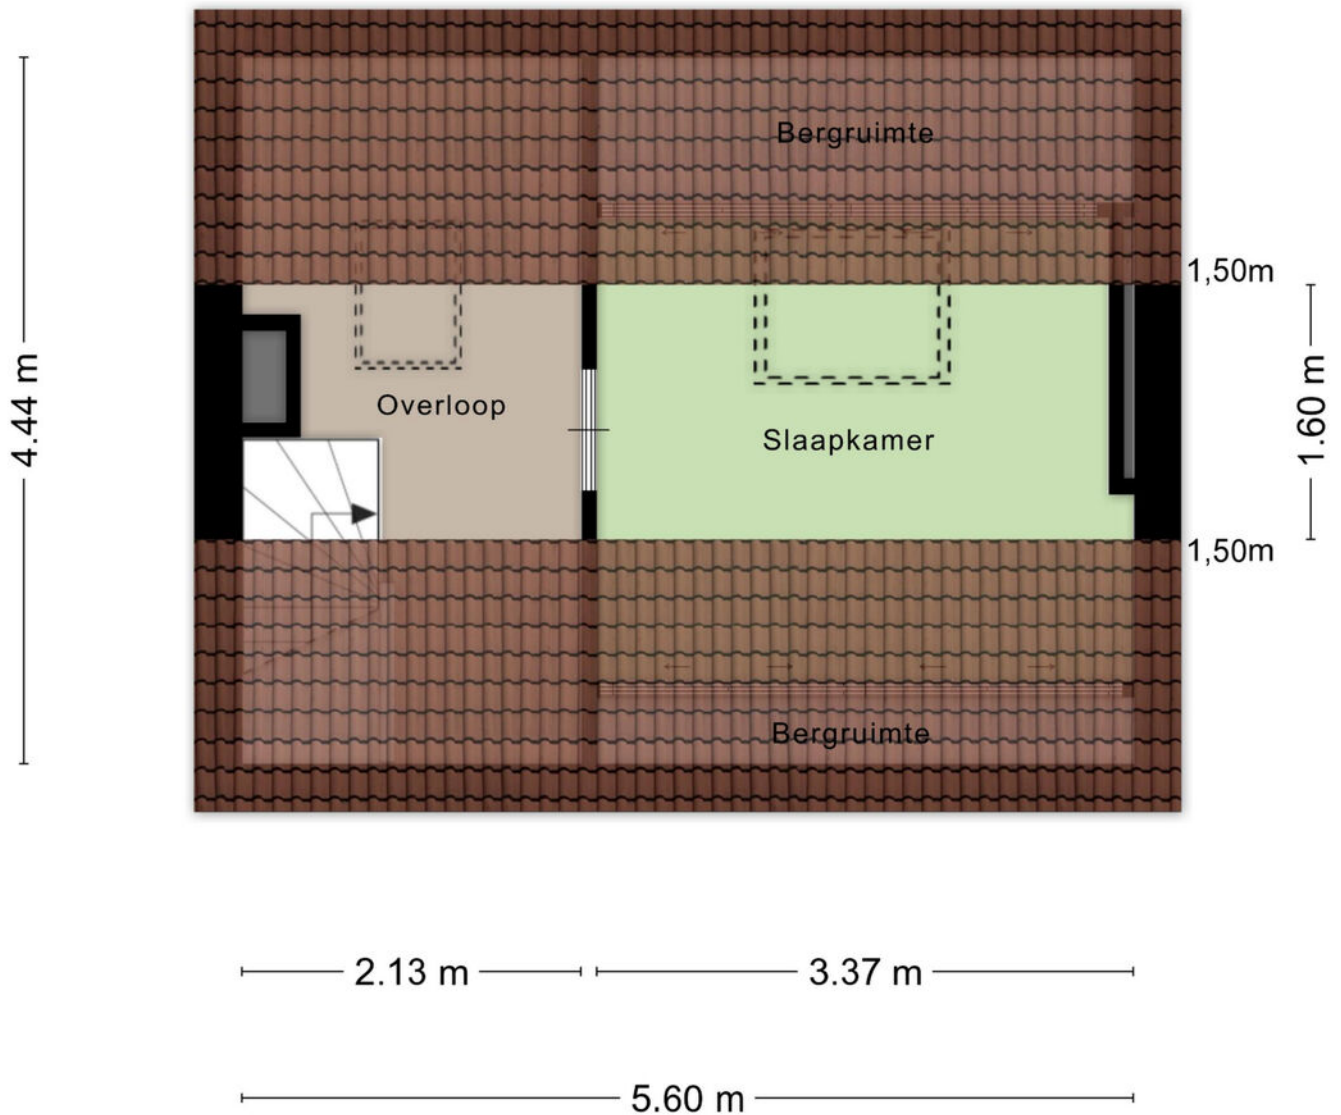 Bergruimte
1,50m
4.44 m
Overloop
Slaapkamer
1.60 m
1,50m
Bergruimte
2.13 m
3.37 m
5.60 m